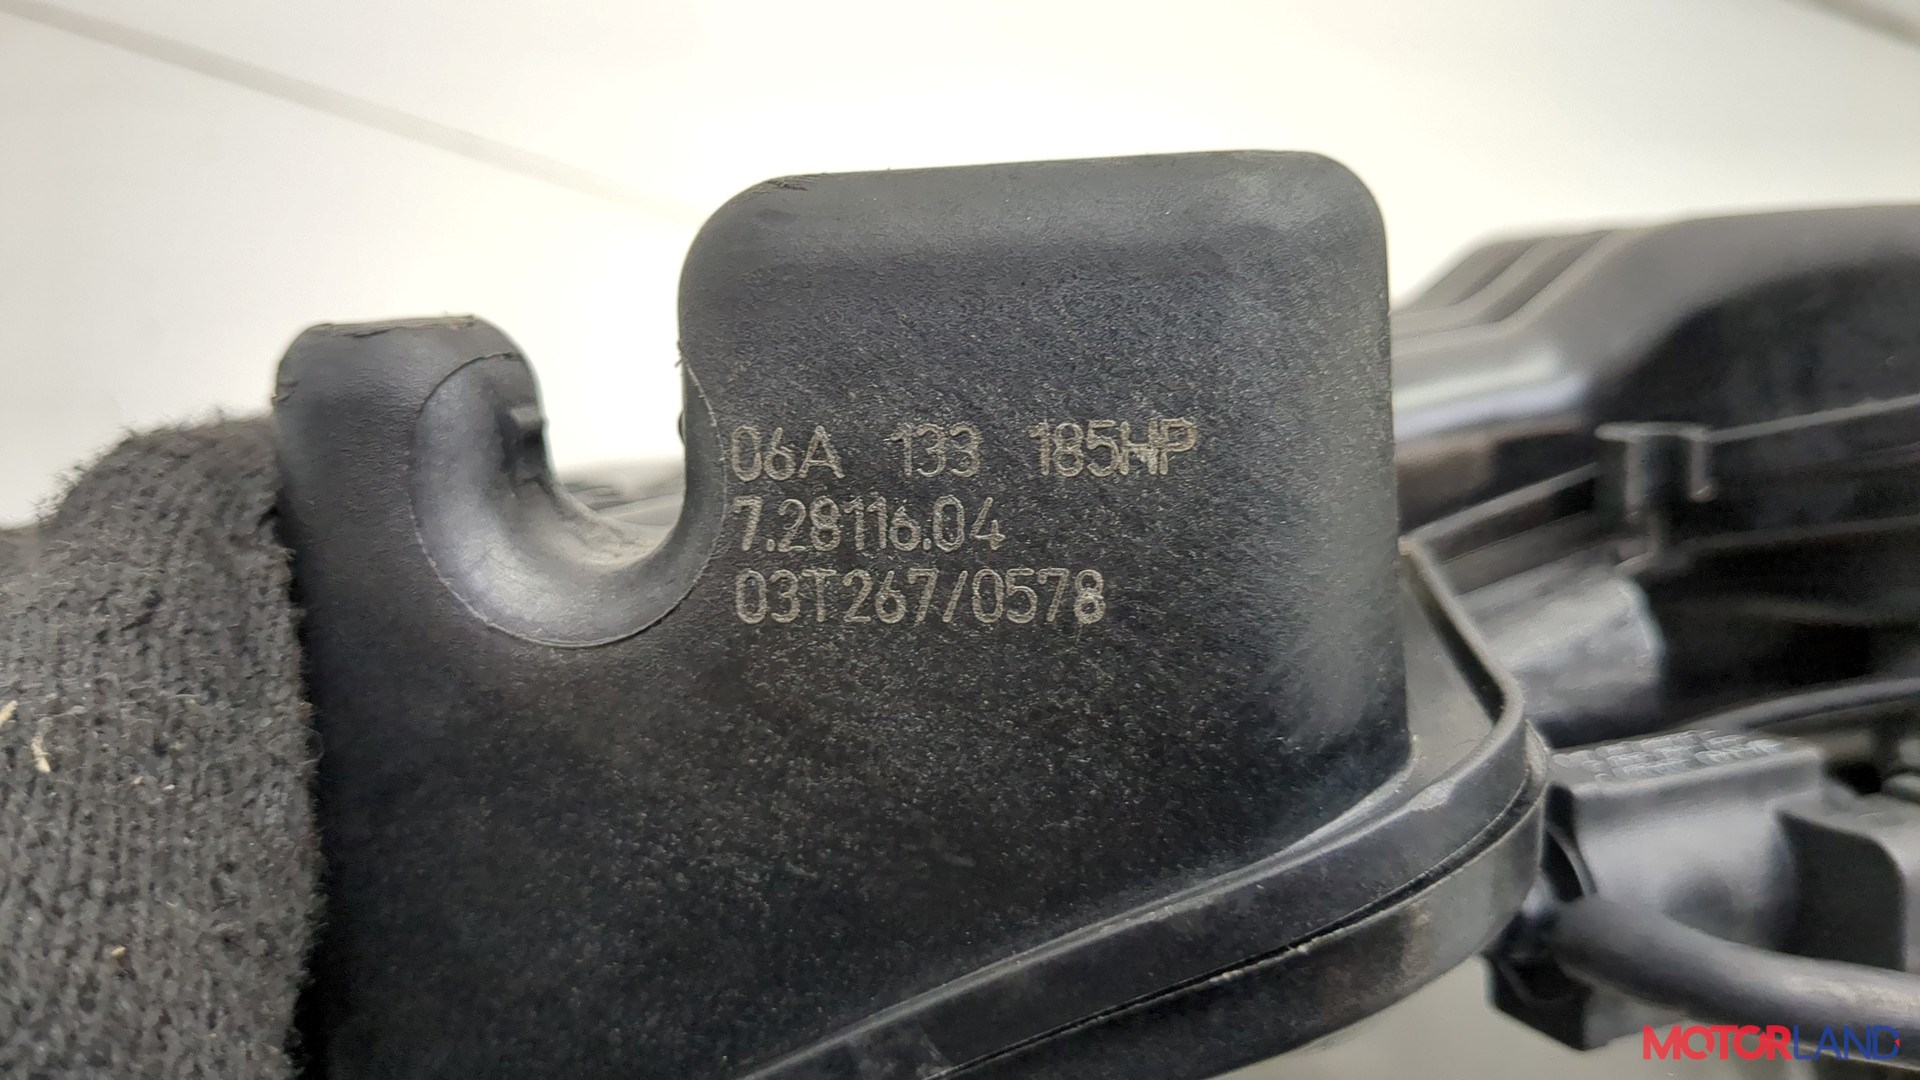 06A 133 185HP
7.28116.04
03T267/0578
MOTORLAND